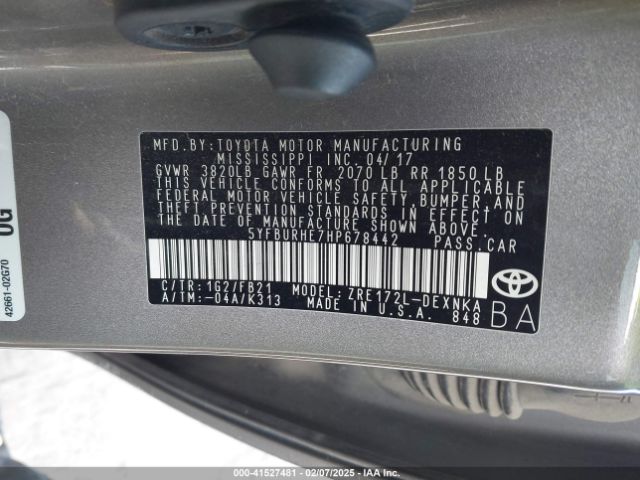 MFD. BY: TOYOTA MOTOR MANUFACTURING
MISSISSIPPI INC. 04/17
GVWR 3820LB GAWR FR 2070 LB RR 1850 LB
THIS VEHICLE CONFORMS TO ALL APPLICABLE
FEDERAL MOTOR VEHICLE SAFETY, BUMPER, AND
THEFT PREVENTION STANDARDS IN EFFECT ON
THE DATE OF MANUFACTURE SHOWN ABOVE.
5YFBURHE7HP678442 PASS. CAR
C/TR: 1G2/FB21 MODEL: ZRE172L-DEXNKA
A/TM: -04A/K313 MADE IN U.S.A. 848
BA
TOYOTA
42661-02G70
0G
000-41527481 - 02/07/2025 - IAA Inc.